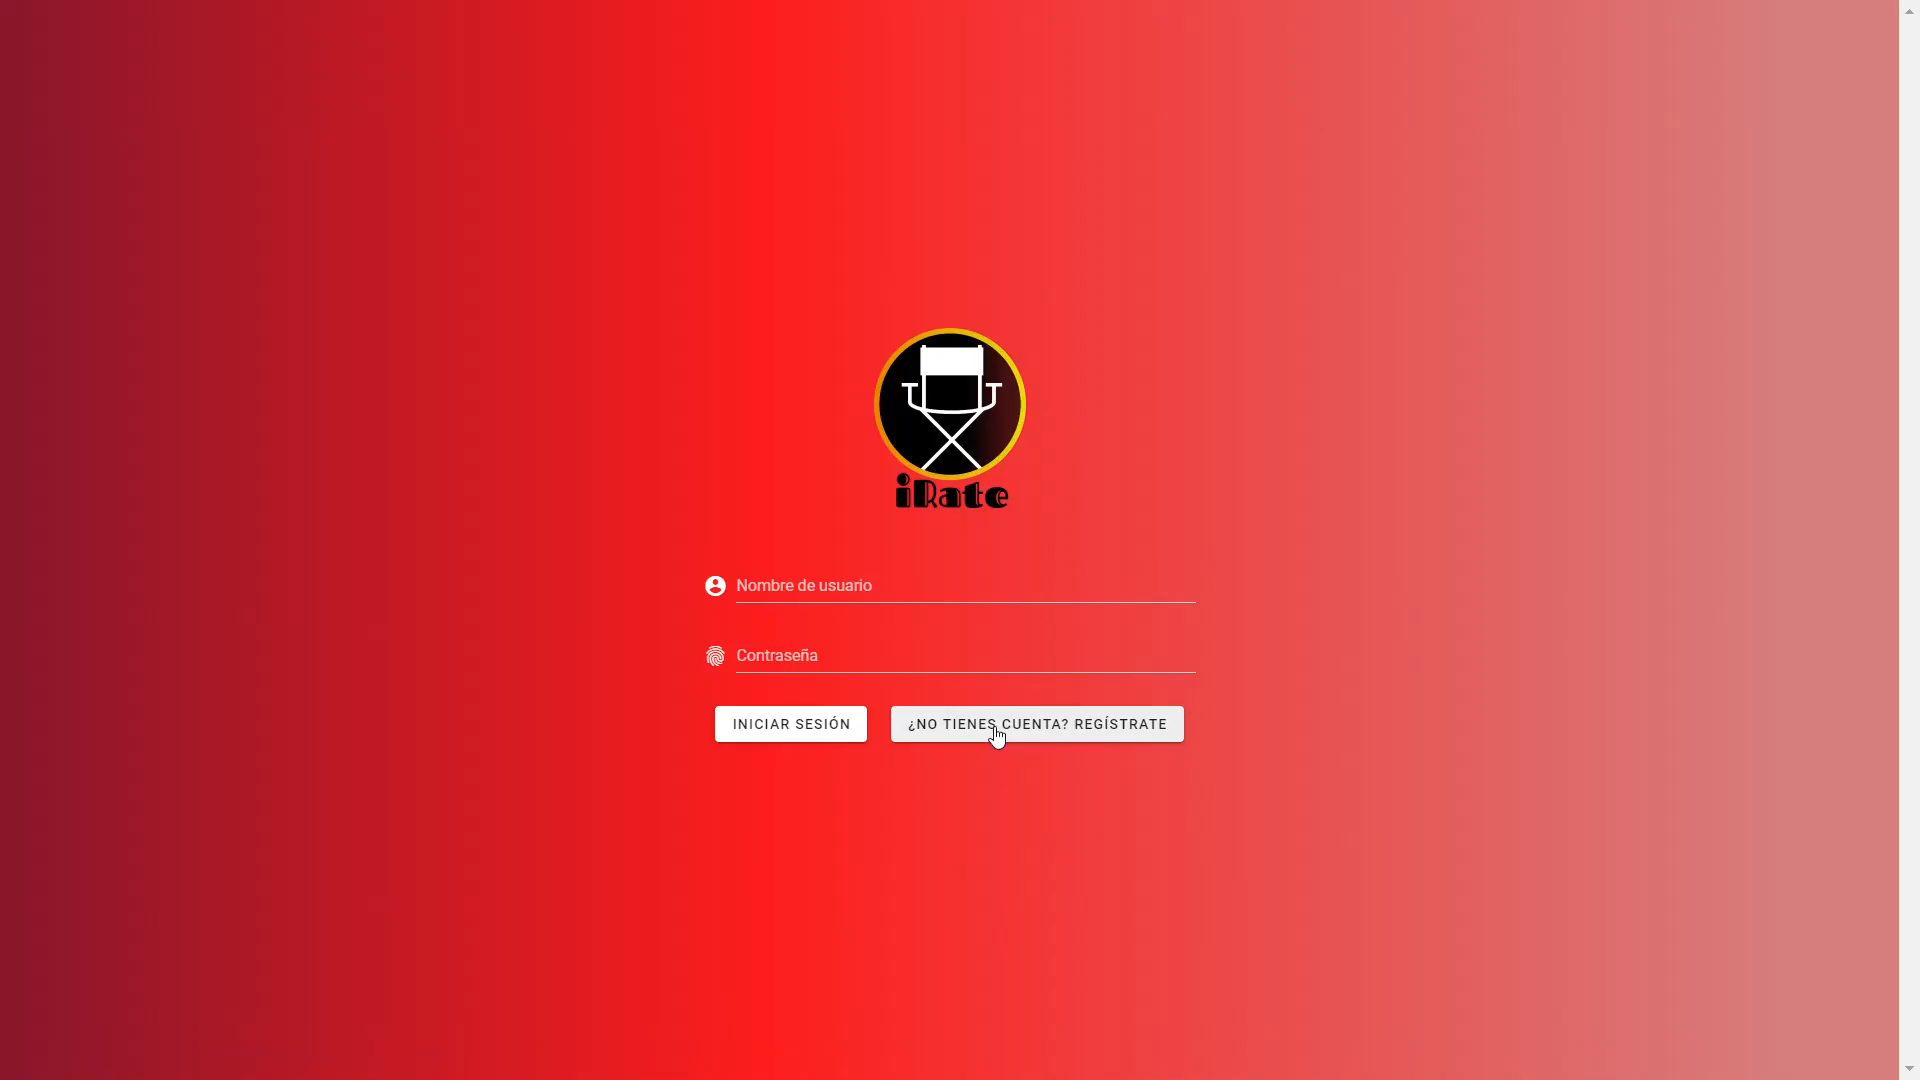 iRate
Nombre de usuario
Contraseña
INICIAR SESIÓN
¿NO TIENES CUENTA? REGÍSTRATE